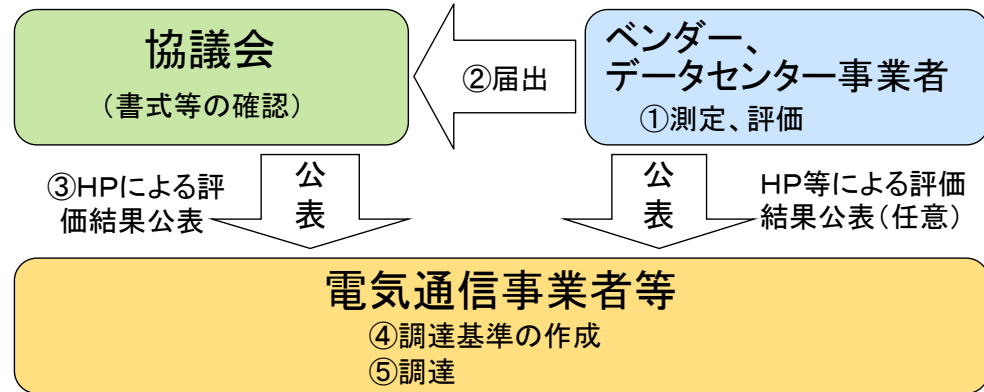 協議会
(書式等の確認)
②届出
ベンダー、
データセンター事業者
①測定、評価
③HPによる評
価結果公表
公
表
公
表
HP等による評価
結果公表(任意)
電気通信事業者等
④調達基準の作成
⑤調達